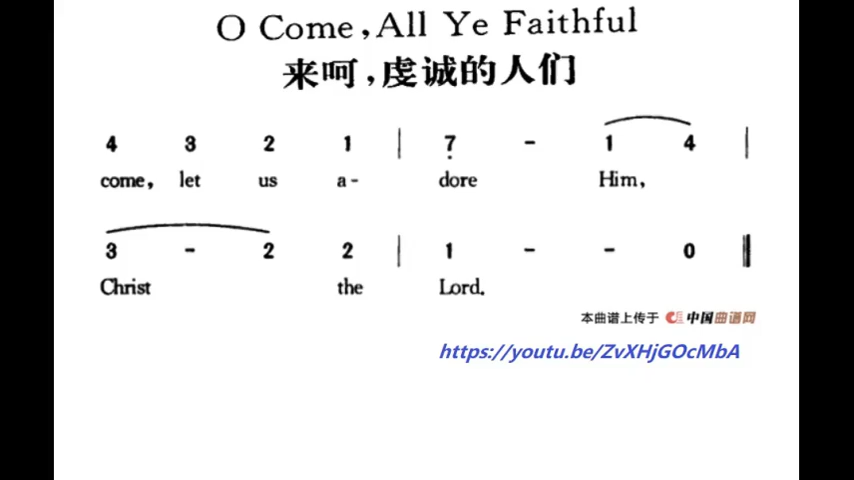 O Come, All Ye Faithful
来呵,虔诚的人们
4 3 2 1 | 7̣ - 1 4 |
come, let us a- dore Him,
3 - 2 2 | 1 - - 0 ‖
Christ the Lord.
本曲谱上传于 中国曲谱网
https://youtu.be/ZvXHjGOcMbA